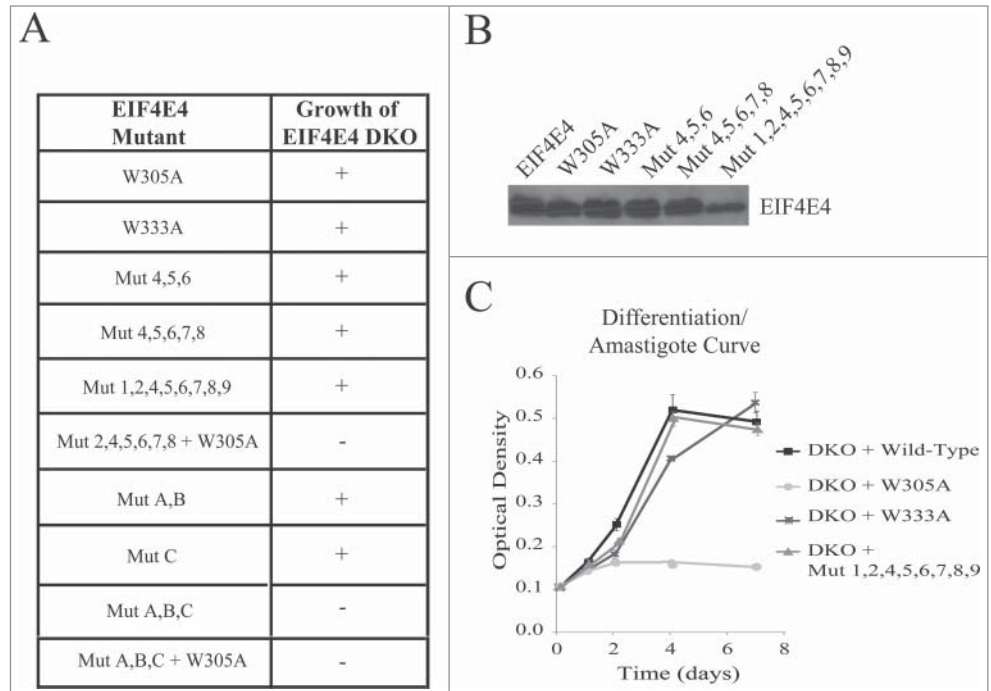 A
EIF4E4 Mutant
Growth of EIF4E4 DKO
W305A +
W333A +
Mut 4,5,6 +
Mut 4,5,6,7,8 +
Mut 1,2,4,5,6,7,8,9 +
Mut 2,4,5,6,7,8 + W305A -
Mut A,B +
Mut C +
Mut A,B,C -
Mut A,B,C + W305A -
B
EIF4E4
W305A
W333A
Mut 4,5,6
Mut 4,5,6,7,8
Mut 1,2,4,5,6,7,8,9
EIF4E4
C
Differentiation/
Amastigote Curve
Optical Density
0.6
0.5
0.4
0.3
0.2
0.1
0.0
0 2 4 6 8
Time (days)
DKO + Wild-Type
DKO + W305A
DKO + W333A
DKO +
Mut 1,2,4,5,6,7,8,9